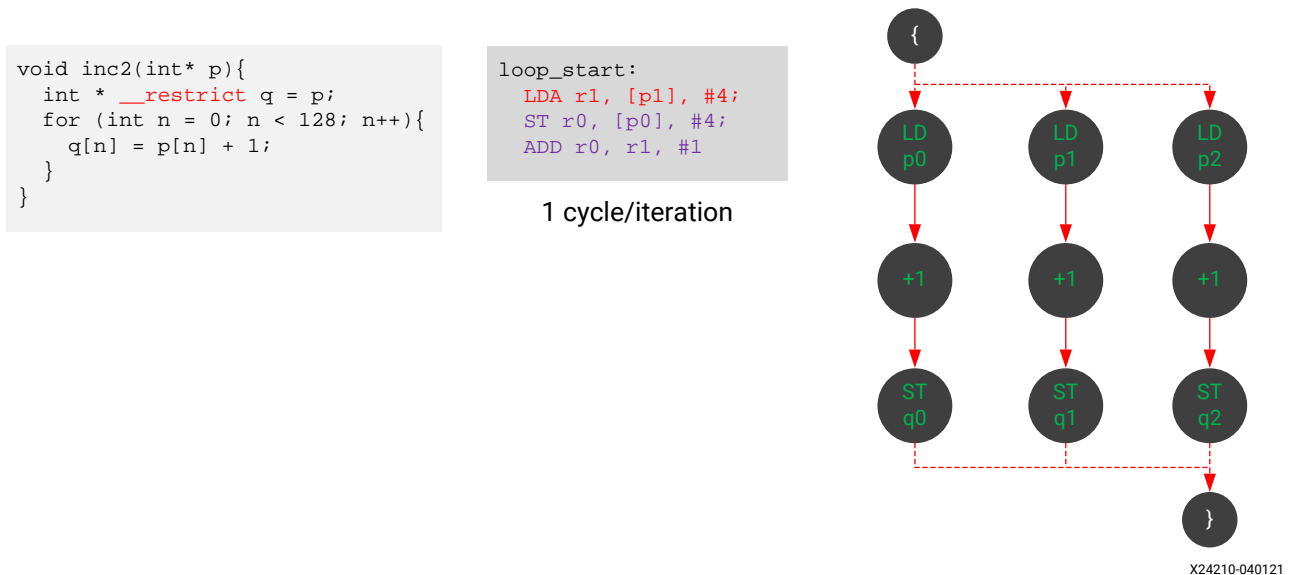 void inc2(int* p){
  int * __restrict q = p;
  for (int n = 0; n < 128; n++){
    q[n] = p[n] + 1;
  }
}
loop_start:
  LDA r1, [p1], #4;
  ST r0, [p0], #4;
  ADD r0, r1, #1
1 cycle/iteration
{
LD
p0
LD
p1
LD
p2
+1
+1
+1
ST
q0
ST
q1
ST
q2
}
X24210-040121